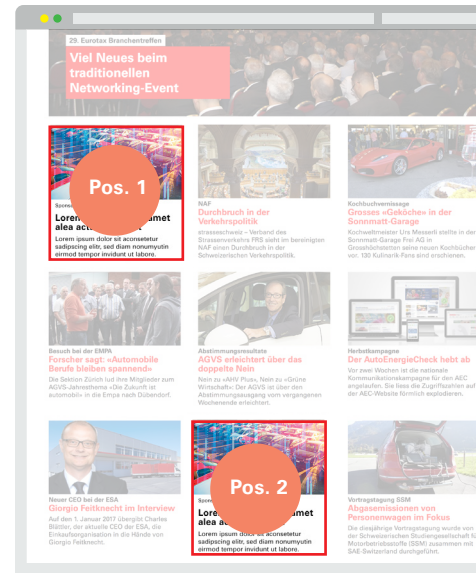 29. Eurotax Branchentreffen
Viel Neues beim
traditionellen
Networking-Event
Pos. 1
Lorem ipsum dolor sit aconsetetur
sadipscing elitr, sed diam nonumyutin
eirmod tempor invidunt ut labore.
NAF
Durchbruch in der
Verkehrspolitik
strasseschweiz – Verband des
Strassenverkehrs FRS sieht im bereinigten
NAF einen Durchbruch in der
Schweizerischen Verkehrspolitik.
Kochbuchvernissage
Grosses «Geköche» in der
Sonnmatt-Garage
Kochweltmeister Urs Messerli stellte in der
Sonnmatt-Garage Frei AG in
Grosshöchstetten seine neuen Kochbücher
vor. 130 Kulinarik-Fans sind erschienen.
Besuch bei der EMPA
Forscher sagt: «Automobile
Berufe bleiben spannend»
Die Sektion Zürich lud ihre Mitglieder zum
AGVS-Jahresthema «Die Zukunft ist
automobil» in die Empa nach Dübendorf.
Abstimmungsresultate
AGVS erleichtert über das
doppelte Nein
Nein zu «AHV Plus», Nein zu «Grüne
Wirtschaft»: Der AGVS ist über den
Abstimmungsausgang vom vergangenen
Wochenende erleichtert.
Herbstkampagne
Der AutoEnergieCheck hebt ab
Vor zwei Wochen ist die nationale
Kommunikationskampagne für den AEC
angelaufen. Sie liess die Zugriffszahlen auf
der AEC-Website förmlich explodieren.
Neuer CEO bei der ESA
Giorgio Feitknecht im Interview
Auf den 1. Januar 2017 übergibt Charles
Blättler, der aktuelle CEO der ESA, die
Einkaufsorganisation in die Hände von
Giorgio Feitknecht.
Pos. 2
Lorem ipsum dolor sit aconsetetur
sadipscing elitr, sed diam nonumyutin
eirmod tempor invidunt ut labore.
Vortragstagung SSM
Abgasemissionen von
Personenwagen im Fokus
Die diesjährige Vortragstagung wurde von
der Schweizerischen Studiengesellschaft für
Motorbetriebsstoffe (SSM) zusammen mit
SAE-Switzerland durchgeführt.